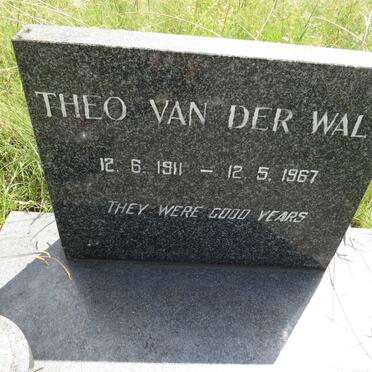 THEO VAN DER WAL
12. 6. 1911 — 12. 5. 1967
THEY WERE GOOD YEARS